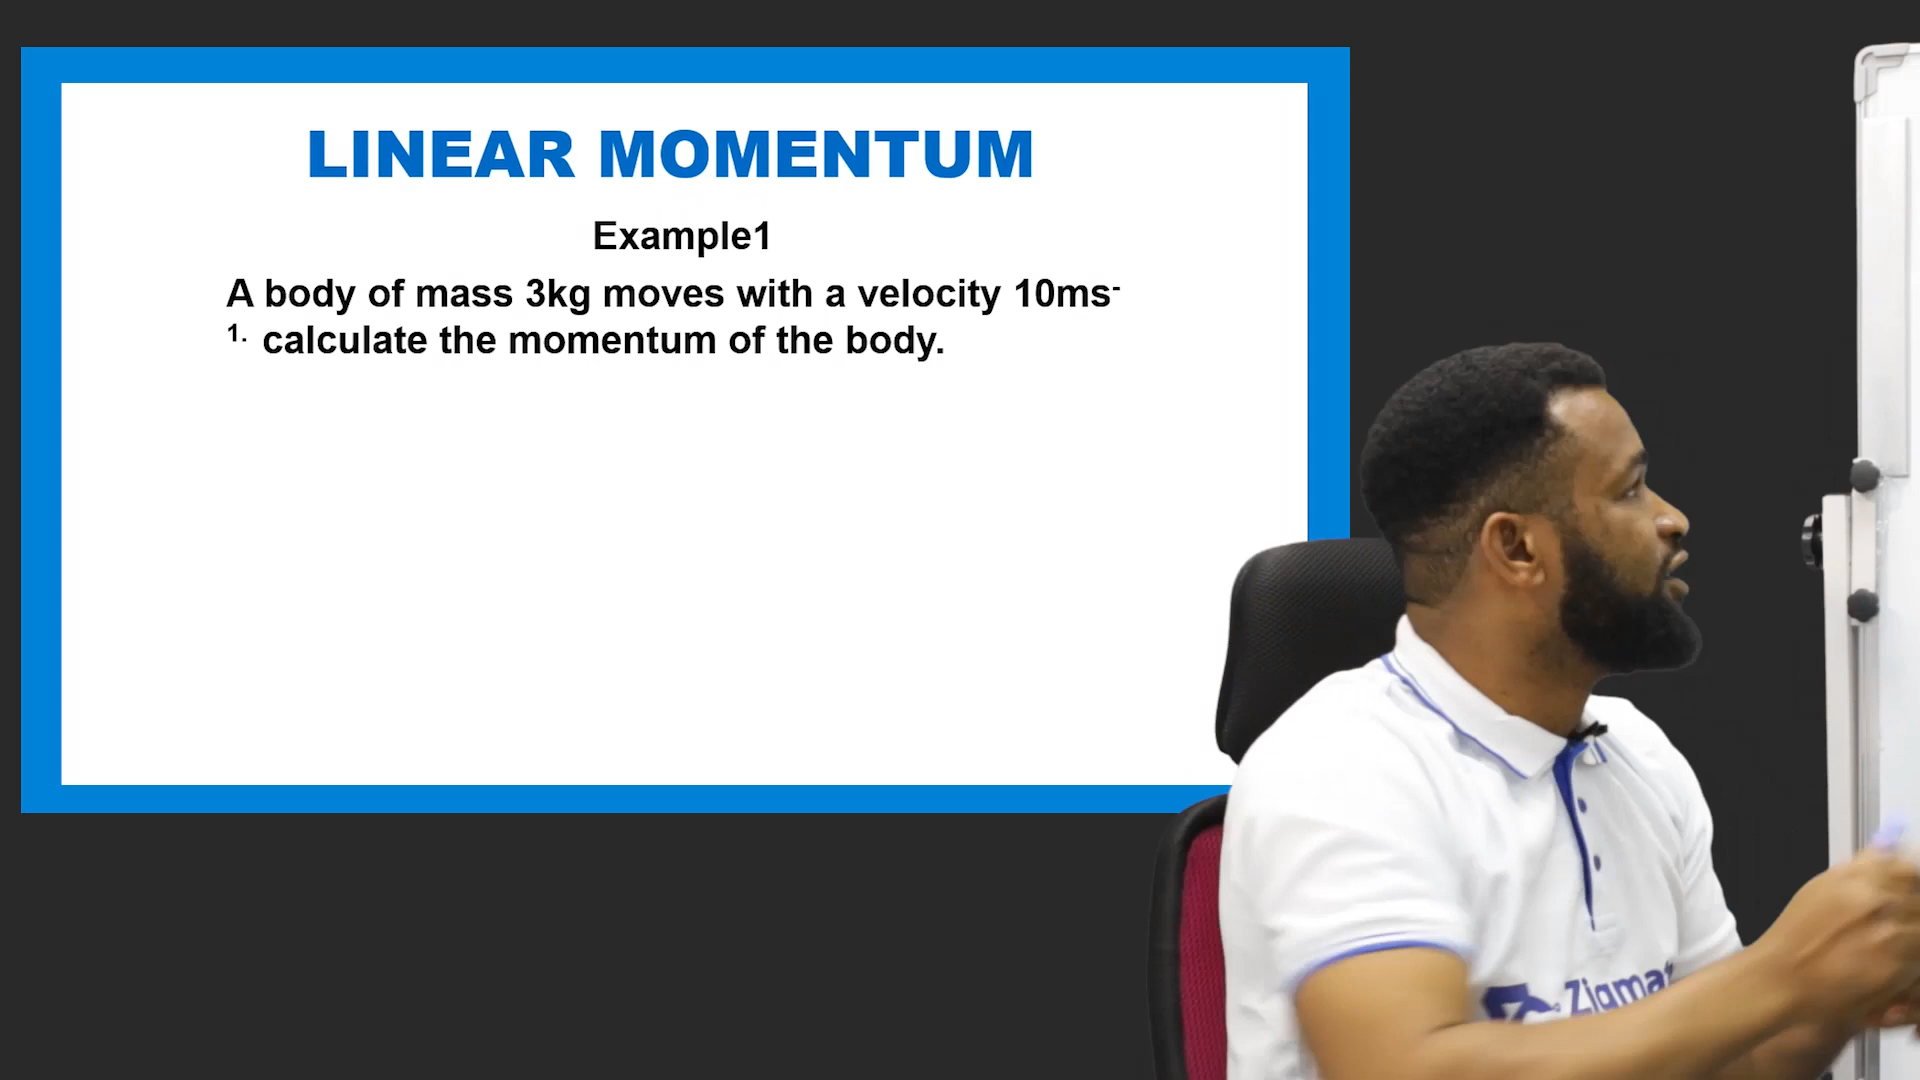 LINEAR MOMENTUM
Example1
A body of mass 3kg moves with a velocity 10ms-
1. calculate the momentum of the body.